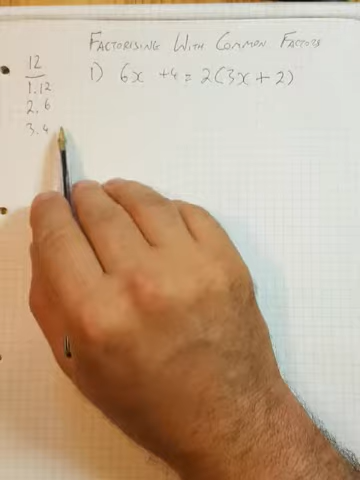 FACTORISING WITH COMMON FACTORS
12
1.12
2.6
3.4
1) 6x +4 = 2(3x + 2)